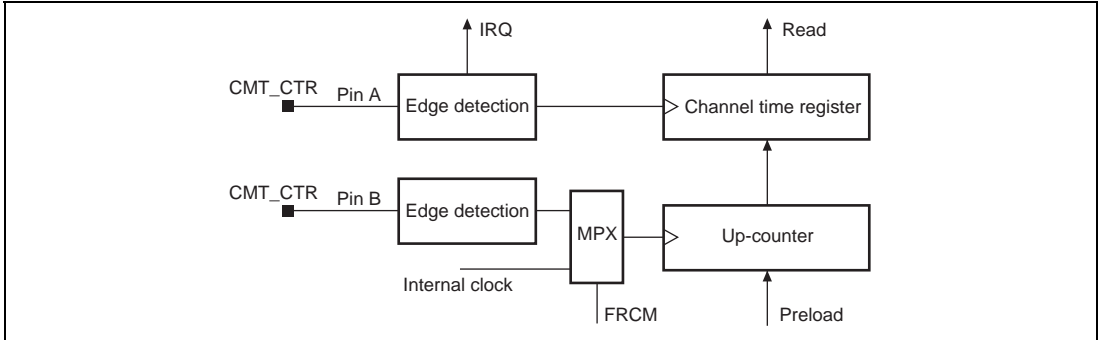 IRQ
Read
CMT_CTR
Pin A
Edge detection
Channel time register
CMT_CTR
Pin B
Edge detection
MPX
Up-counter
Internal clock
FRCM
Preload